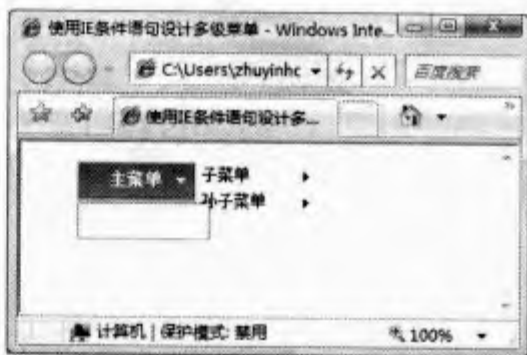 使用IE条件语句设计多级菜单 - Windows Inte...
C:\Users\zhuyinhc
百度搜索
使用IE条件语句设计多...
主菜单 子菜单
孙子菜单
计算机 | 保护模式: 禁用 100%